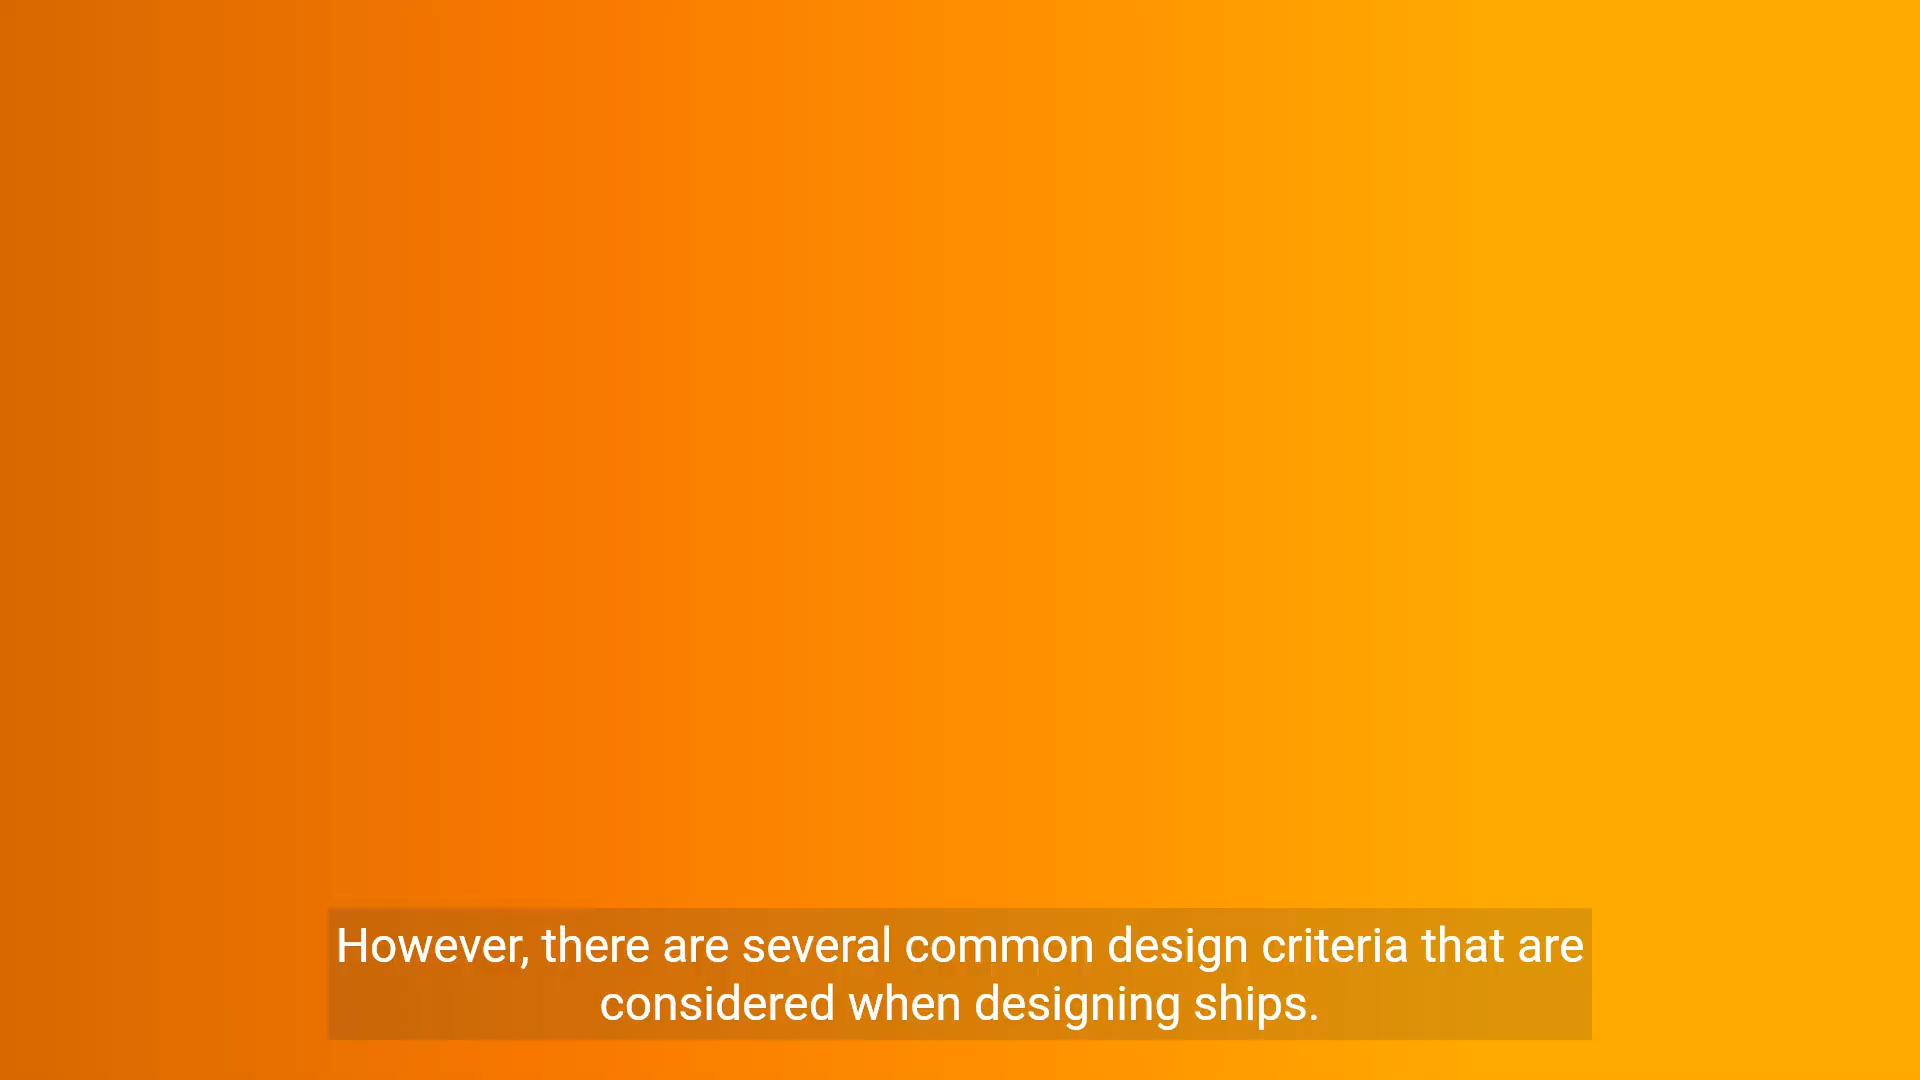 However, there are several common design criteria that are
considered when designing ships.